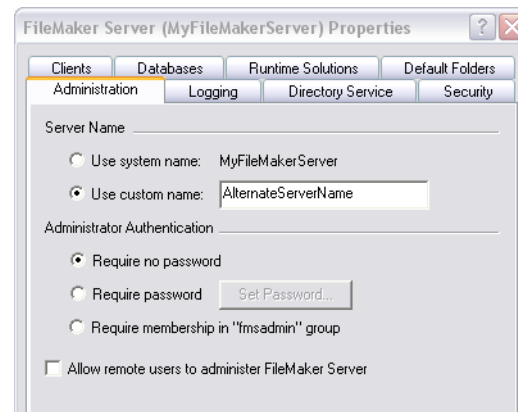 FileMaker Server (MyFileMakerServer) Properties
Clients Databases Runtime Solutions Default Folders
Administration Logging Directory Service Security
Server Name
Use system name: MyFileMakerServer
Use custom name: AlternateServerName
Administrator Authentication
Require no password
Require password Set Password...
Require membership in "fmsadmin" group
Allow remote users to administer FileMaker Server